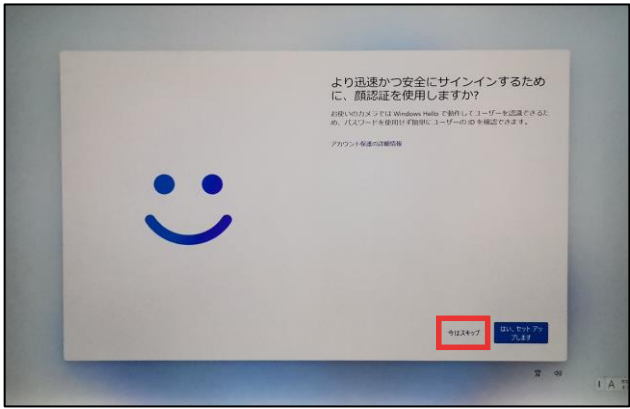 より迅速かつ安全にサインインするため
に、顔認証を使用しますか?
お使いのカメラでは Windows Hello で動作してユーザーを認識できるた
め、パスワードを使用せず簡単にユーザーの ID を確認できます。
アカウント保護の詳細情報
今はスキップ
はい、セット アッ
プします
A